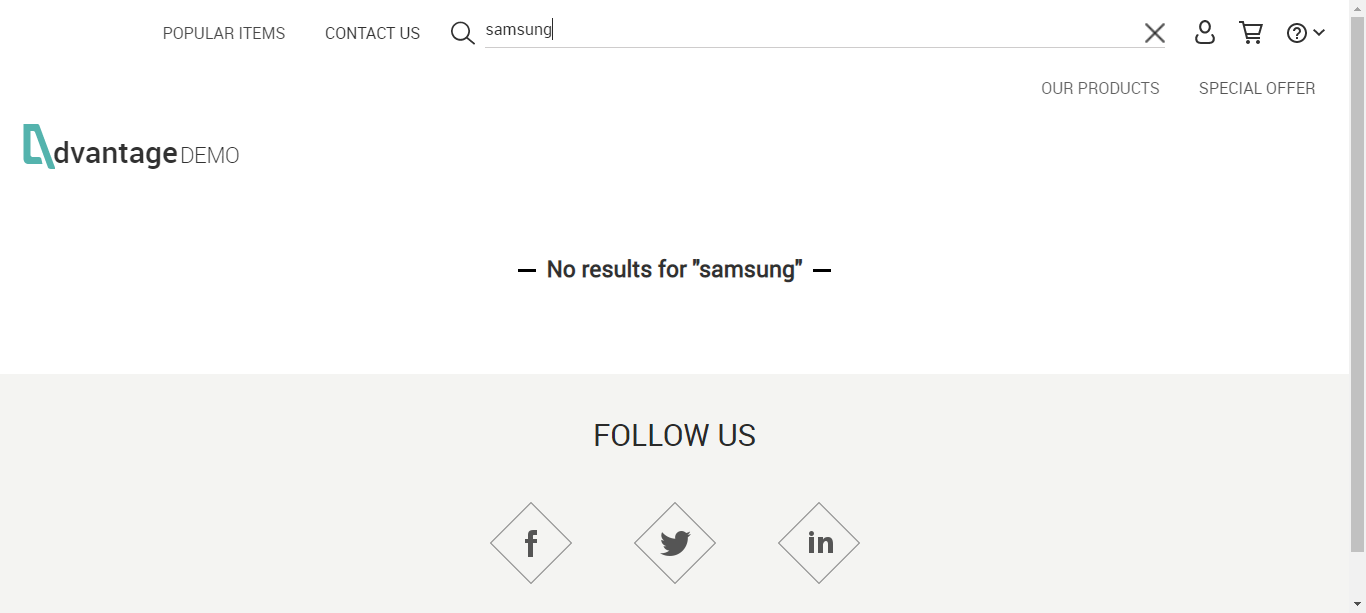 POPULAR ITEMS CONTACT US samsung
OUR PRODUCTS SPECIAL OFFER
dvantage DEMO
No results for "samsung"
FOLLOW US
f
in